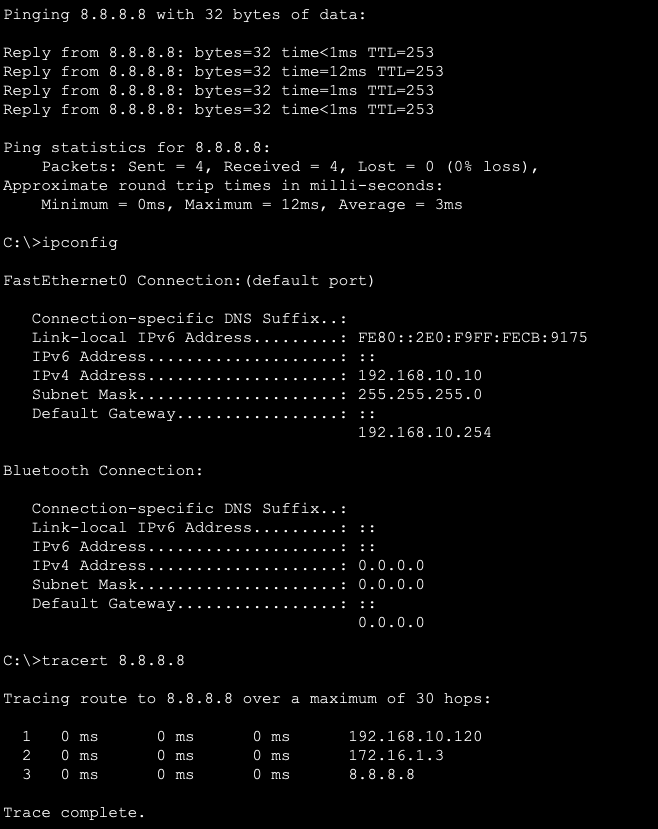 Pinging 8.8.8.8 with 32 bytes of data:
Reply from 8.8.8.8: bytes=32 time<1ms TTL=253
Reply from 8.8.8.8: bytes=32 time=12ms TTL=253
Reply from 8.8.8.8: bytes=32 time=1ms TTL=253
Reply from 8.8.8.8: bytes=32 time<1ms TTL=253
Ping statistics for 8.8.8.8:
    Packets: Sent = 4, Received = 4, Lost = 0 (0% loss),
Approximate round trip times in milli-seconds:
    Minimum = 0ms, Maximum = 12ms, Average = 3ms
C:\>ipconfig
FastEthernet0 Connection:(default port)
   Connection-specific DNS Suffix..:
   Link-local IPv6 Address.........: FE80::2E0:F9FF:FECB:9175
   IPv6 Address....................: ::
   IPv4 Address....................: 192.168.10.10
   Subnet Mask.....................: 255.255.255.0
   Default Gateway.................: ::
                                     192.168.10.254
Bluetooth Connection:
   Connection-specific DNS Suffix..:
   Link-local IPv6 Address.........: ::
   IPv6 Address....................: ::
   IPv4 Address....................: 0.0.0.0
   Subnet Mask.....................: 0.0.0.0
   Default Gateway.................: ::
                                     0.0.0.0
C:\>tracert 8.8.8.8
Tracing route to 8.8.8.8 over a maximum of 30 hops:
  1   0 ms      0 ms      0 ms      192.168.10.120
  2   0 ms      0 ms      0 ms      172.16.1.3
  3   0 ms      0 ms      0 ms      8.8.8.8
Trace complete.